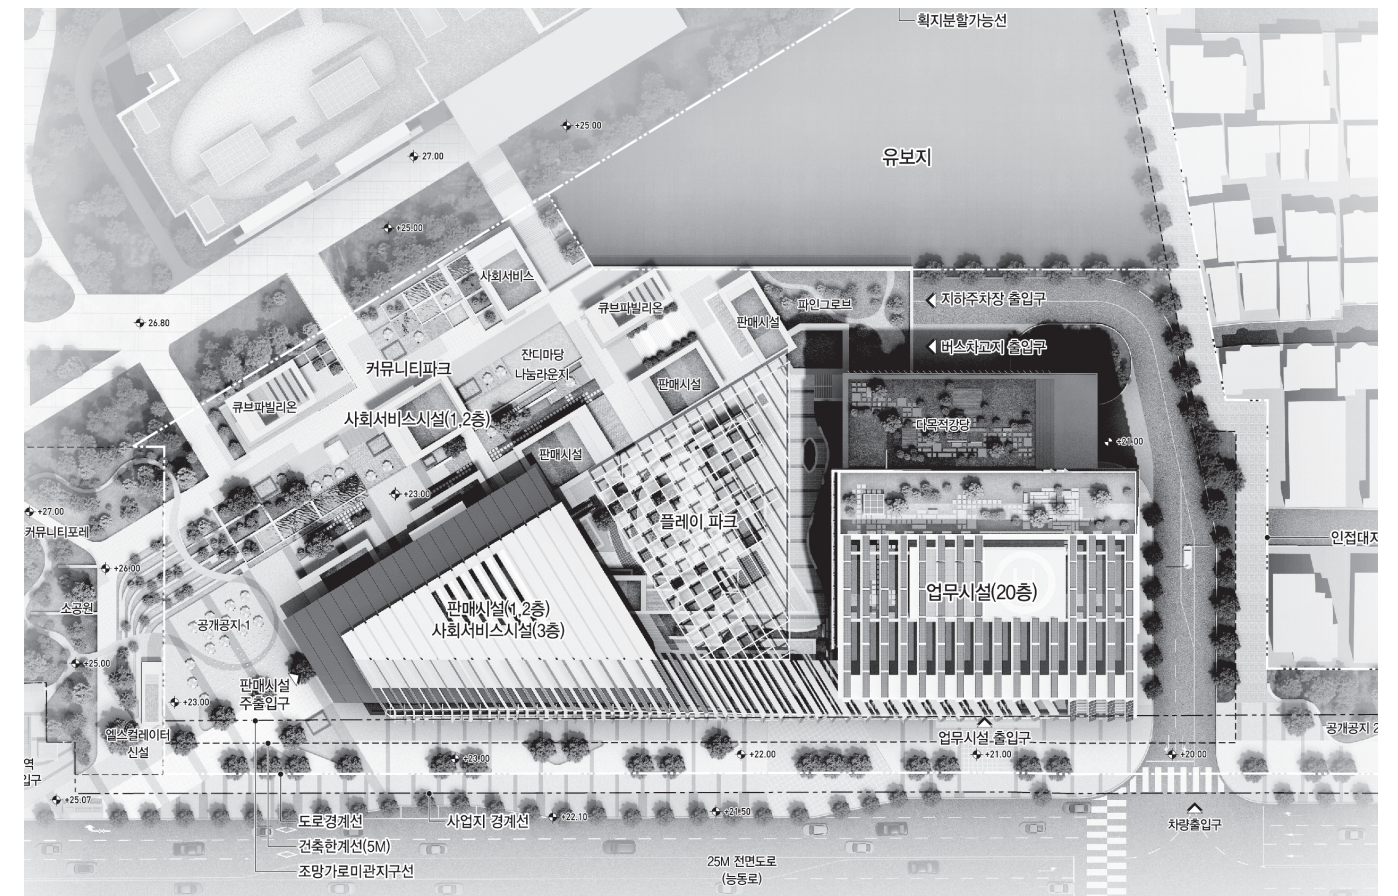 획지분할가능선
+25.00
27.00
유보지
+25.00
사회서비스
큐브파빌리온
파인그로브
지하주차장 출입구
26.80
판매시설
버스차고지 출입구
잔디마당
나눔라운지
커뮤니티파크
판매시설
큐브파빌리온
사회서비스시설(1,2층)
다목적강당
+21.00
판매시설
+23.00
+27.00
커뮤니티포레
플레이 파크
인접대지
+26.00
업무시설(20층)
소공원
공개공지 1
판매시설(1,2층)
사회서비스시설(3층)
+25.00
판매시설
주출입구
+23.00
엘스컬레이터
신설
업무시설 출입구
공개공지 2
+23.00
+22.00
+21.00
+20.00
역
입구
+25.07
도로경계선
사업지 경계선
+22.10
+21.50
차량출입구
건축한계선(5M)
조망가로미관지구선
25M 전면도로
(능동로)